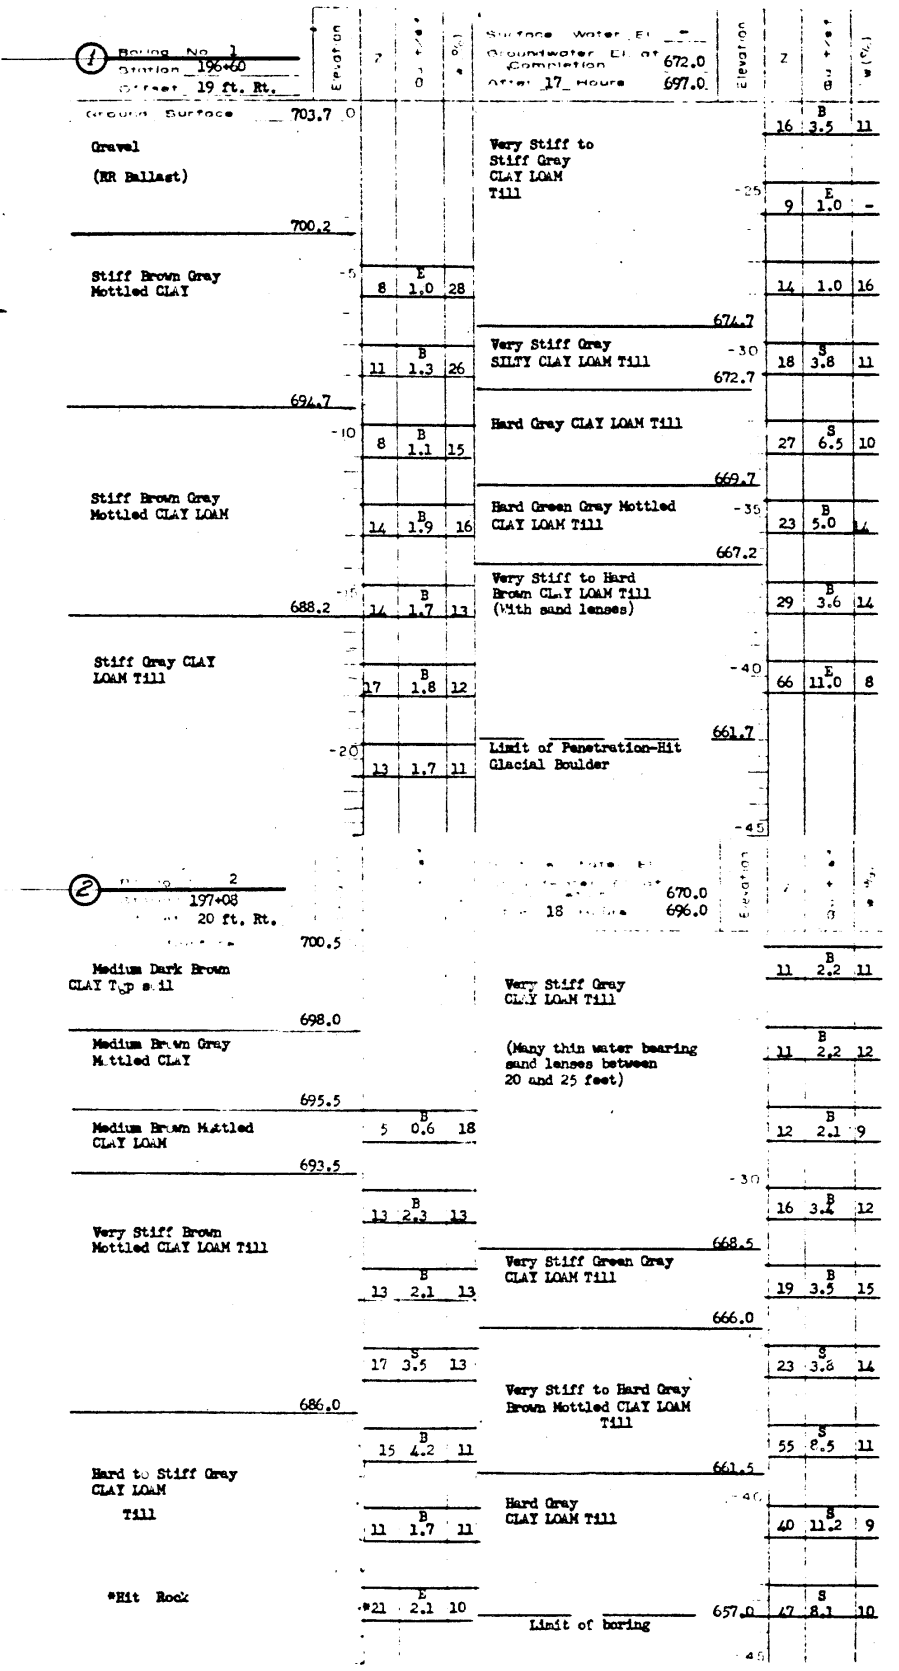 1 Boring No. 1
Station 196+60
Offset 19 ft. Rt.
Elevation
N
Qu t/sf
w (%)
Surface Water El. -
Groundwater El. at
Completion 672.0
After 17 Hours 697.0
Elevation
N
Qu t/sf
w (%)
Ground Surface 703.7 0
Gravel
(RR Ballast)
700.2
Stiff Brown Gray
Mottled CLAY
-5
E
8 1.0 28
B
11 1.3 26
694.7
-10
B
8 1.1 15
Stiff Brown Gray
Mottled CLAY LOAM
B
14 1.9 16
-15
B
688.2 14 1.7 13
Stiff Gray CLAY
LOAM Till
B
17 1.8 12
-20
13 1.7 11
B
16 3.5 11
Very Stiff to
Stiff Gray
CLAY LOAM
Till
-25
E
9 1.0 -
14 1.0 16
674.7
Very Stiff Gray
SILTY CLAY LOAM Till
-30
S
18 3.8 11
672.7
Hard Gray CLAY LOAM Till
S
27 6.5 10
669.7
Hard Green Gray Mottled
CLAY LOAM Till
-35
B
23 5.0 14
667.2
Very Stiff to Hard
Brown CLAY LOAM Till
(With sand lenses)
B
29 3.6 14
-40
E
66 11.0 8
661.7
Limit of Penetration-Hit
Glacial Boulder
-45
2 2
197+08
20 ft. Rt.
670.0
18 696.0
Elevation
700.5
Medium Dark Brown
CLAY Top soil
698.0
Medium Brown Gray
Mottled CLAY
695.5
Medium Brown Mottled
CLAY LOAM
B
5 0.6 18
693.5
B
13 2.3 13
Very Stiff Brown
Mottled CLAY LOAM Till
B
13 2.1 13
S
17 3.5 13
686.0
B
15 4.2 11
Hard to Stiff Gray
CLAY LOAM
Till
B
11 1.7 11
*Hit Rock
E
*21 2.1 10
B
11 2.2 11
Very Stiff Gray
CLAY LOAM Till
(Many thin water bearing
sand lenses between
20 and 25 feet)
B
11 2.2 12
B
12 2.1 9
-30
B
16 3.4 12
668.5
Very Stiff Green Gray
CLAY LOAM Till
B
19 3.5 15
666.0
S
23 3.8 14
Very Stiff to Hard Gray
Brown Mottled CLAY LOAM
Till
S
55 8.5 11
661.5
-40
Hard Gray
CLAY LOAM Till
S
40 11.2 9
S
657.0 47 8.1 10
Limit of boring
-45